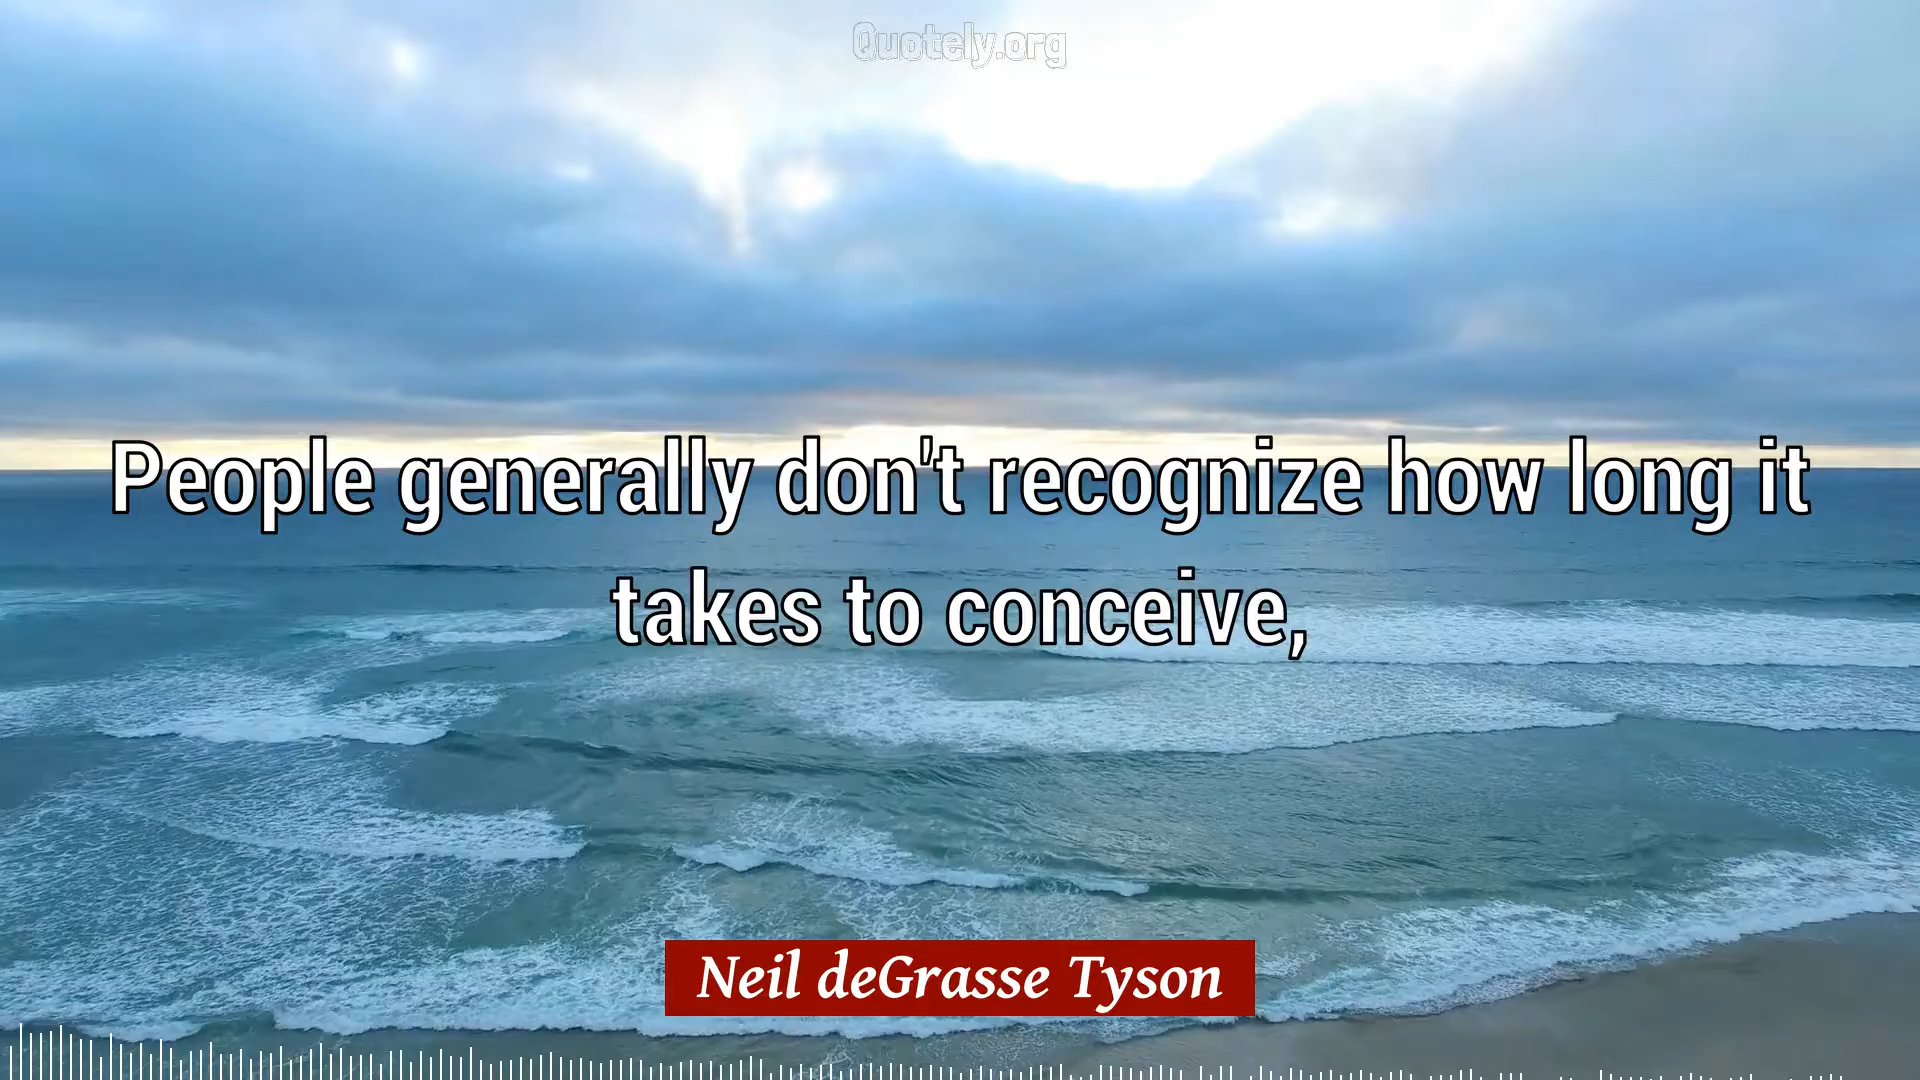 Quotely.org
People generally don't recognize how long it
takes to conceive,
Neil deGrasse Tyson